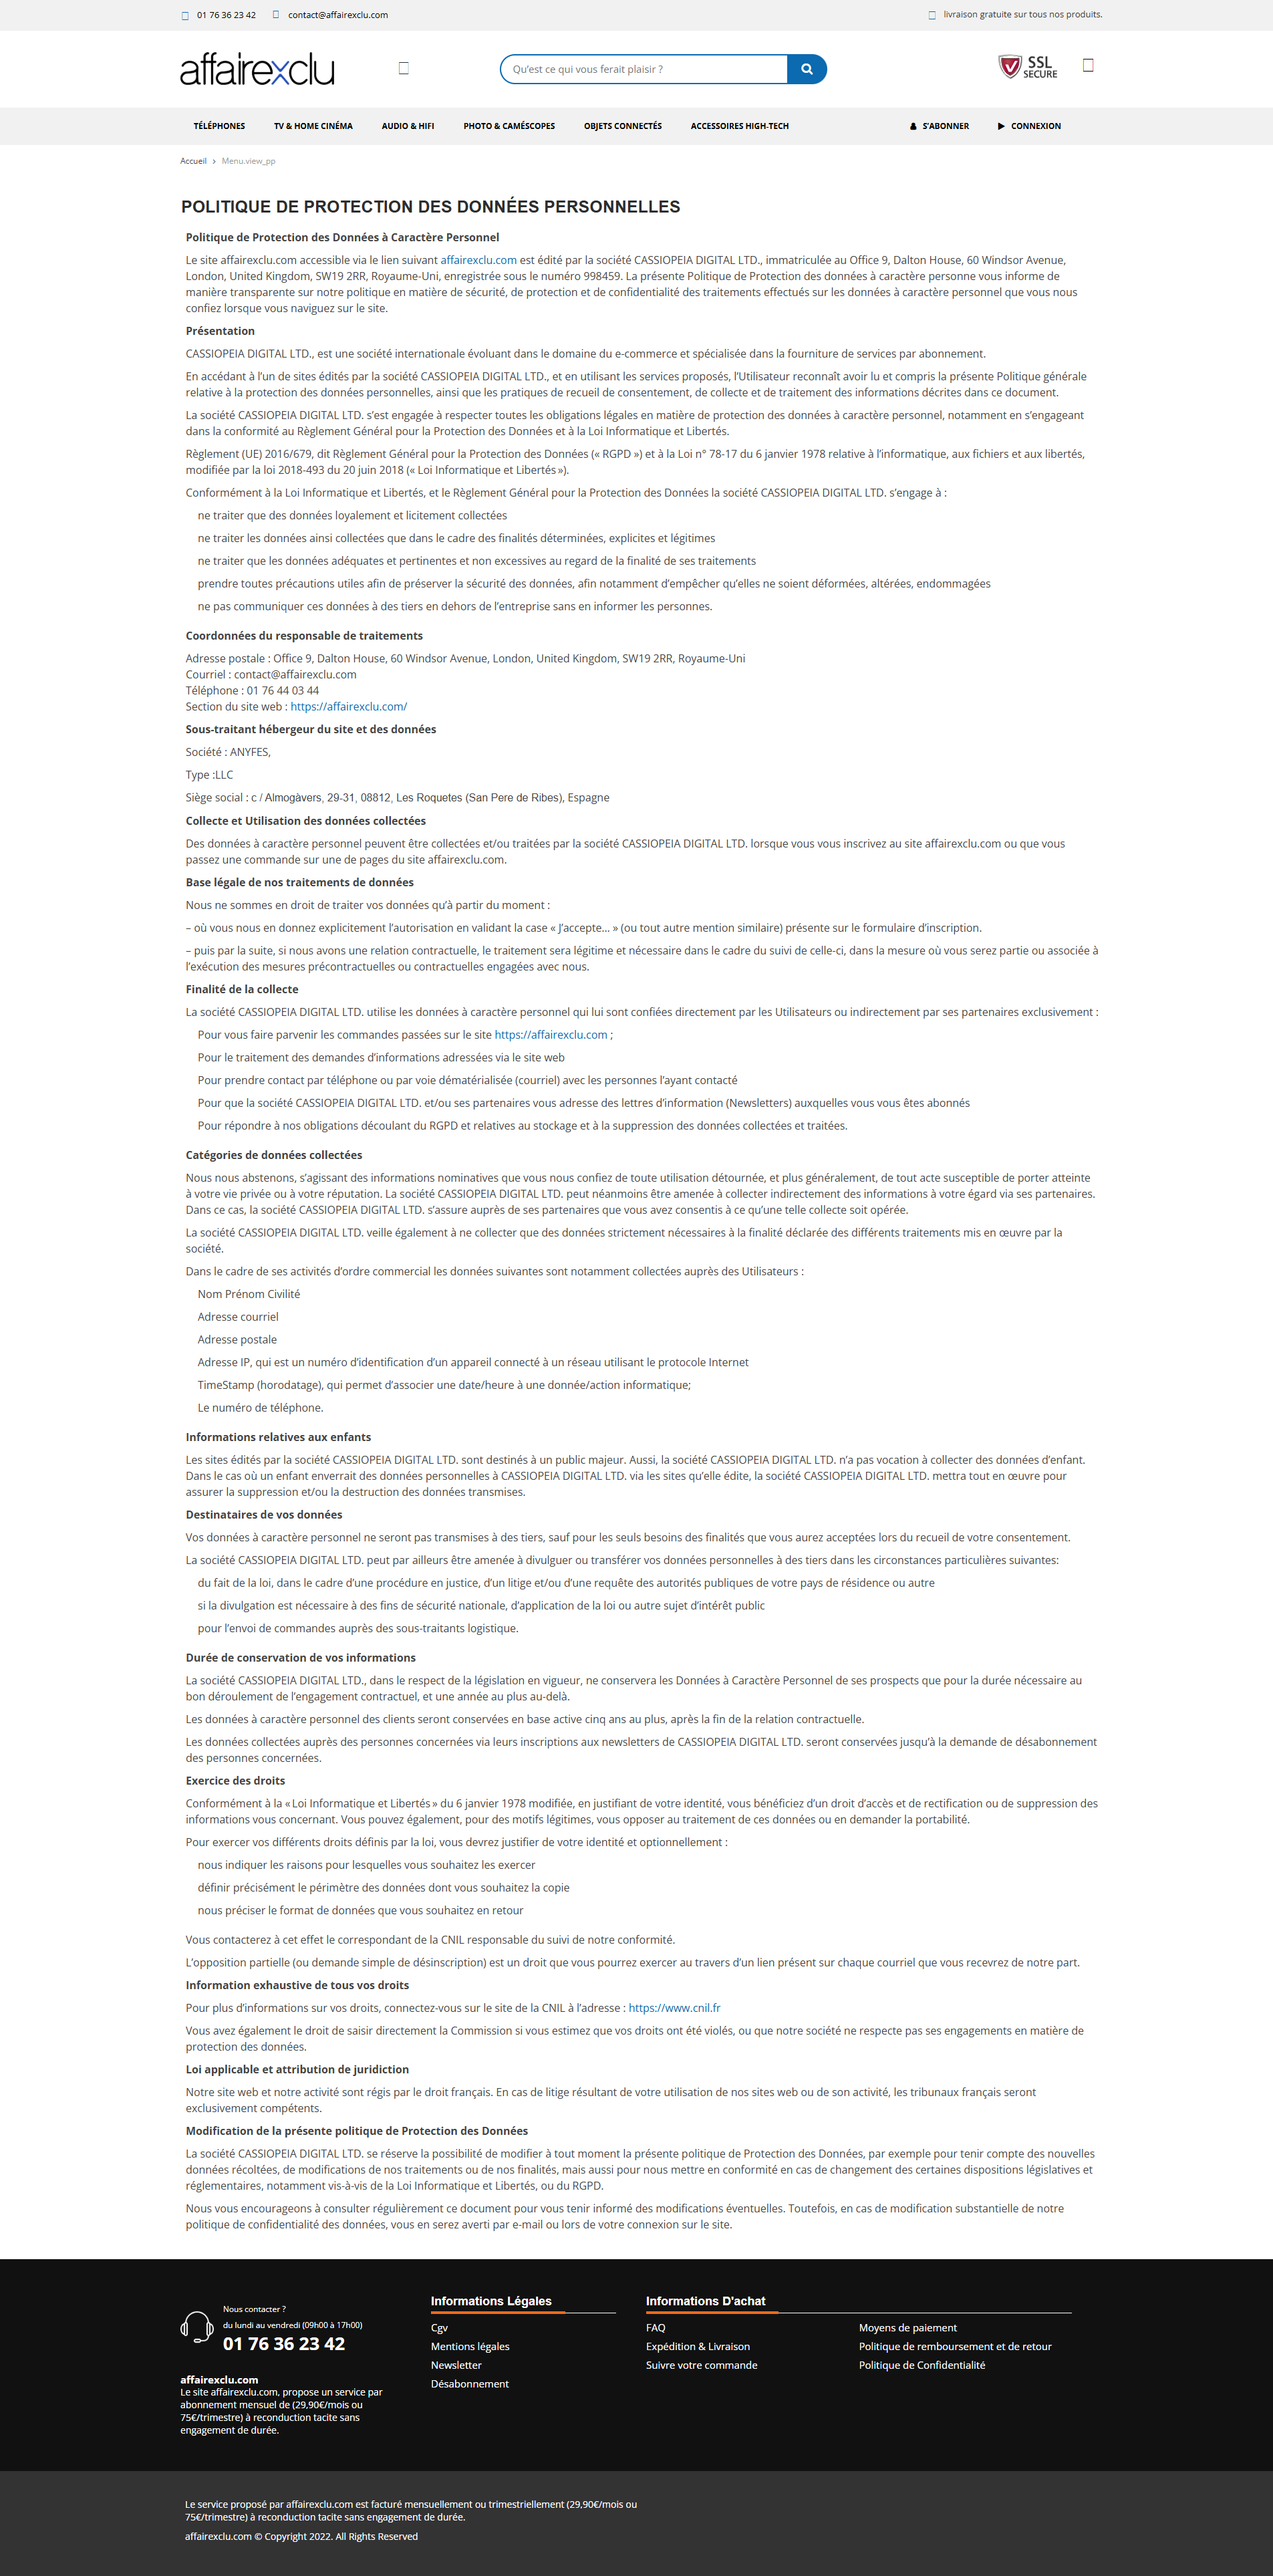 01 76 36 23 42 contact@affairexclu.com livraison gratuite sur tous nos produits.
affairexclu Qu'est ce qui vous ferait plaisir ? SSL SECURE
TÉLÉPHONES TV & HOME CINÉMA AUDIO & HIFI PHOTO & CAMÉSCOPES OBJETS CONNECTÉS ACCESSOIRES HIGH-TECH S'ABONNER CONNEXION
Accueil > Menu.view_pp
POLITIQUE DE PROTECTION DES DONNÉES PERSONNELLES
Politique de Protection des Données à Caractère Personnel
Le site affairexclu.com accessible via le lien suivant affairexclu.com est édité par la société CASSIOPEIA DIGITAL LTD., immatriculée au Office 9, Dalton House, 60 Windsor Avenue,
London, United Kingdom, SW19 2RR, Royaume-Uni, enregistrée sous le numéro 998459. La présente Politique de Protection des données à caractère personne vous informe de
manière transparente sur notre politique en matière de sécurité, de protection et de confidentialité des traitements effectués sur les données à caractère personnel que vous nous
confiez lorsque vous naviguez sur le site.
Présentation
CASSIOPEIA DIGITAL LTD., est une société internationale évoluant dans le domaine du e-commerce et spécialisée dans la fourniture de services par abonnement.
En accédant à l'un de sites édités par la société CASSIOPEIA DIGITAL LTD., et en utilisant les services proposés, l'Utilisateur reconnaît avoir lu et compris la présente Politique générale
relative à la protection des données personnelles, ainsi que les pratiques de recueil de consentement, de collecte et de traitement des informations décrites dans ce document.
La société CASSIOPEIA DIGITAL LTD. s'est engagée à respecter toutes les obligations légales en matière de protection des données à caractère personnel, notamment en s'engageant
dans la conformité au Règlement Général pour la Protection des Données et à la Loi Informatique et Libertés.
Règlement (UE) 2016/679, dit Règlement Général pour la Protection des Données (« RGPD ») et à la Loi n° 78-17 du 6 janvier 1978 relative à l'informatique, aux fichiers et aux libertés,
modifiée par la loi 2018-493 du 20 juin 2018 (« Loi Informatique et Libertés »).
Conformément à la Loi Informatique et Libertés, et le Règlement Général pour la Protection des Données la société CASSIOPEIA DIGITAL LTD. s'engage à :
ne traiter que des données loyalement et licitement collectées
ne traiter les données ainsi collectées que dans le cadre des finalités déterminées, explicites et légitimes
ne traiter que les données adéquates et pertinentes et non excessives au regard de la finalité de ses traitements
prendre toutes précautions utiles afin de préserver la sécurité des données, afin notamment d'empêcher qu'elles ne soient déformées, altérées, endommagées
ne pas communiquer ces données à des tiers en dehors de l'entreprise sans en informer les personnes.
Coordonnées du responsable de traitements
Adresse postale : Office 9, Dalton House, 60 Windsor Avenue, London, United Kingdom, SW19 2RR, Royaume-Uni
Courriel : contact@affairexclu.com
Téléphone : 01 76 44 03 44
Section du site web : https://affairexclu.com/
Sous-traitant hébergeur du site et des données
Société : ANYFES,
Type :LLC
Siège social : c / Almogàvers, 29-31, 08812, Les Roquetes (San Pere de Ribes), Espagne
Collecte et Utilisation des données collectées
Des données à caractère personnel peuvent être collectées et/ou traitées par la société CASSIOPEIA DIGITAL LTD. lorsque vous vous inscrivez au site affairexclu.com ou que vous
passez une commande sur une de pages du site affairexclu.com.
Base légale de nos traitements de données
Nous ne sommes en droit de traiter vos données qu'à partir du moment :
– où vous nous en donnez explicitement l'autorisation en validant la case « J'accepte... » (ou tout autre mention similaire) présente sur le formulaire d'inscription.
– puis par la suite, si nous avons une relation contractuelle, le traitement sera légitime et nécessaire dans le cadre du suivi de celle-ci, dans la mesure où vous serez partie ou associée à
l'exécution des mesures précontractuelles ou contractuelles engagées avec nous.
Finalité de la collecte
La société CASSIOPEIA DIGITAL LTD. utilise les données à caractère personnel qui lui sont confiées directement par les Utilisateurs ou indirectement par ses partenaires exclusivement :
Pour vous faire parvenir les commandes passées sur le site https://affairexclu.com ;
Pour le traitement des demandes d'informations adressées via le site web
Pour prendre contact par téléphone ou par voie dématérialisée (courriel) avec les personnes l'ayant contacté
Pour que la société CASSIOPEIA DIGITAL LTD. et/ou ses partenaires vous adresse des lettres d'information (Newsletters) auxquelles vous vous êtes abonnés
Pour répondre à nos obligations découlant du RGPD et relatives au stockage et à la suppression des données collectées et traitées.
Catégories de données collectées
Nous nous abstenons, s'agissant des informations nominatives que vous nous confiez de toute utilisation détournée, et plus généralement, de tout acte susceptible de porter atteinte
à votre vie privée ou à votre réputation. La société CASSIOPEIA DIGITAL LTD. peut néanmoins être amenée à collecter indirectement des informations à votre égard via ses partenaires.
Dans ce cas, la société CASSIOPEIA DIGITAL LTD. s'assure auprès de ses partenaires que vous avez consentis à ce qu'une telle collecte soit opérée.
La société CASSIOPEIA DIGITAL LTD. veille également à ne collecter que des données strictement nécessaires à la finalité déclarée des différents traitements mis en œuvre par la
société.
Dans le cadre de ses activités d'ordre commercial les données suivantes sont notamment collectées auprès des Utilisateurs :
Nom Prénom Civilité
Adresse courriel
Adresse postale
Adresse IP, qui est un numéro d'identification d'un appareil connecté à un réseau utilisant le protocole Internet
TimeStamp (horodatage), qui permet d'associer une date/heure à une donnée/action informatique;
Le numéro de téléphone.
Informations relatives aux enfants
Les sites édités par la société CASSIOPEIA DIGITAL LTD. sont destinés à un public majeur. Aussi, la société CASSIOPEIA DIGITAL LTD. n'a pas vocation à collecter des données d'enfant.
Dans le cas où un enfant enverrait des données personnelles à CASSIOPEIA DIGITAL LTD. via les sites qu'elle édite, la société CASSIOPEIA DIGITAL LTD. mettra tout en œuvre pour
assurer la suppression et/ou la destruction des données transmises.
Destinataires de vos données
Vos données à caractère personnel ne seront pas transmises à des tiers, sauf pour les seuls besoins des finalités que vous aurez acceptées lors du recueil de votre consentement.
La société CASSIOPEIA DIGITAL LTD. peut par ailleurs être amenée à divulguer ou transférer vos données personnelles à des tiers dans les circonstances particulières suivantes:
du fait de la loi, dans le cadre d'une procédure en justice, d'un litige et/ou d'une requête des autorités publiques de votre pays de résidence ou autre
si la divulgation est nécessaire à des fins de sécurité nationale, d'application de la loi ou autre sujet d'intérêt public
pour l'envoi de commandes auprès des sous-traitants logistique.
Durée de conservation de vos informations
La société CASSIOPEIA DIGITAL LTD., dans le respect de la législation en vigueur, ne conservera les Données à Caractère Personnel de ses prospects que pour la durée nécessaire au
bon déroulement de l'engagement contractuel, et une année au plus au-delà.
Les données à caractère personnel des clients seront conservées en base active cinq ans au plus, après la fin de la relation contractuelle.
Les données collectées auprès des personnes concernées via leurs inscriptions aux newsletters de CASSIOPEIA DIGITAL LTD. seront conservées jusqu'à la demande de désabonnement
des personnes concernées.
Exercice des droits
Conformément à la « Loi Informatique et Libertés » du 6 janvier 1978 modifiée, en justifiant de votre identité, vous bénéficiez d'un droit d'accès et de rectification ou de suppression des
informations vous concernant. Vous pouvez également, pour des motifs légitimes, vous opposer au traitement de ces données ou en demander la portabilité.
Pour exercer vos différents droits définis par la loi, vous devrez justifier de votre identité et optionnellement :
nous indiquer les raisons pour lesquelles vous souhaitez les exercer
définir précisément le périmètre des données dont vous souhaitez la copie
nous préciser le format de données que vous souhaitez en retour
Vous contacterez à cet effet le correspondant de la CNIL responsable du suivi de notre conformité.
L'opposition partielle (ou demande simple de désinscription) est un droit que vous pourrez exercer au travers d'un lien présent sur chaque courriel que vous recevrez de notre part.
Information exhaustive de tous vos droits
Pour plus d'informations sur vos droits, connectez-vous sur le site de la CNIL à l'adresse : https://www.cnil.fr
Vous avez également le droit de saisir directement la Commission si vous estimez que vos droits ont été violés, ou que notre société ne respecte pas ses engagements en matière de
protection des données.
Loi applicable et attribution de juridiction
Notre site web et notre activité sont régis par le droit français. En cas de litige résultant de votre utilisation de nos sites web ou de son activité, les tribunaux français seront
exclusivement compétents.
Modification de la présente politique de Protection des Données
La société CASSIOPEIA DIGITAL LTD. se réserve la possibilité de modifier à tout moment la présente politique de Protection des Données, par exemple pour tenir compte des nouvelles
données récoltées, de modifications de nos traitements ou de nos finalités, mais aussi pour nous mettre en conformité en cas de changement des certaines dispositions législatives et
réglementaires, notamment vis-à-vis de la Loi Informatique et Libertés, ou du RGPD.
Nous vous encourageons à consulter régulièrement ce document pour vous tenir informé des modifications éventuelles. Toutefois, en cas de modification substantielle de notre
politique de confidentialité des données, vous en serez averti par e-mail ou lors de votre connexion sur le site.
Nous contacter ?
du lundi au vendredi (09h00 à 17h00)
01 76 36 23 42
affairexclu.com
Le site affairexclu.com, propose un service par
abonnement mensuel de (29,90€/mois ou
75€/trimestre) à reconduction tacite sans
engagement de durée.
Informations Légales
Cgv
Mentions légales
Newsletter
Désabonnement
Informations D'achat
FAQ
Expédition & Livraison
Suivre votre commande
Moyens de paiement
Politique de remboursement et de retour
Politique de Confidentialité
Le service proposé par affairexclu.com est facturé mensuellement ou trimestriellement (29,90€/mois ou
75€/trimestre) à reconduction tacite sans engagement de durée.
affairexclu.com © Copyright 2022. All Rights Reserved